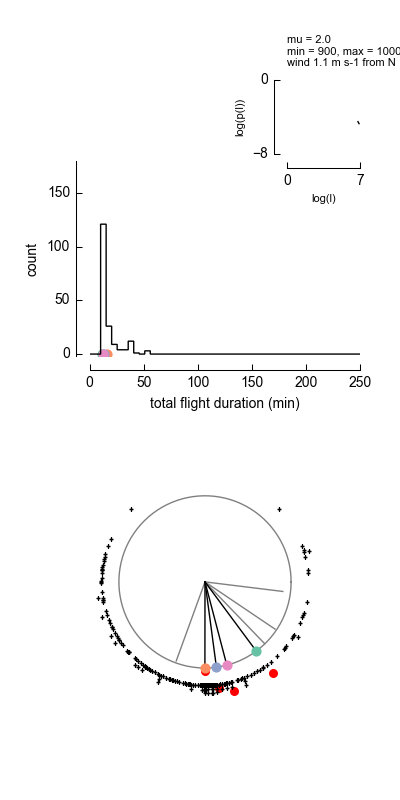 mu = 2.0
min = 900, max = 1000
wind 1.1 m s-1 from N
0
log(p(l))
−8
0 7
log(l)
150
100
50
0
count
0 50 100 150 200 250
total flight duration (min)